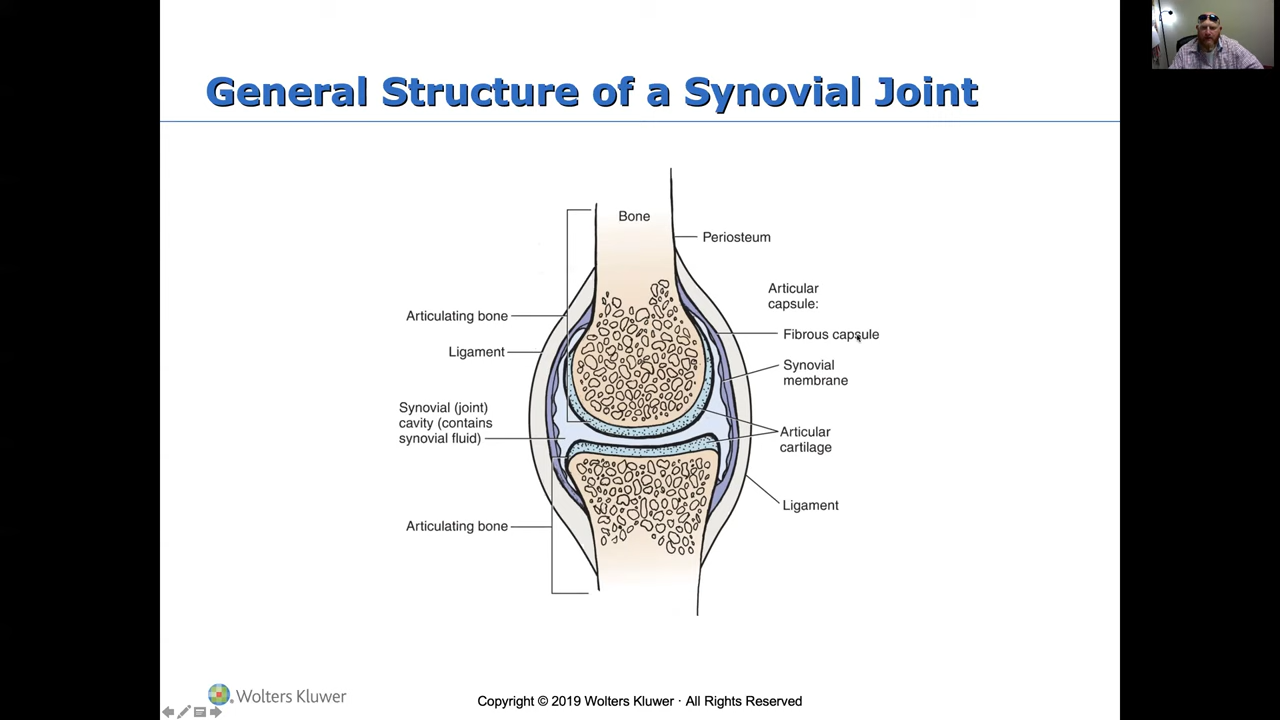 General Structure of a Synovial Joint
Bone
Periosteum
Articular
capsule:
Articulating bone
Fibrous capsule
Ligament
Synovial
membrane
Synovial (joint)
cavity (contains
synovial fluid)
Articular
cartilage
Ligament
Articulating bone
Wolters Kluwer
Copyright © 2019 Wolters Kluwer · All Rights Reserved